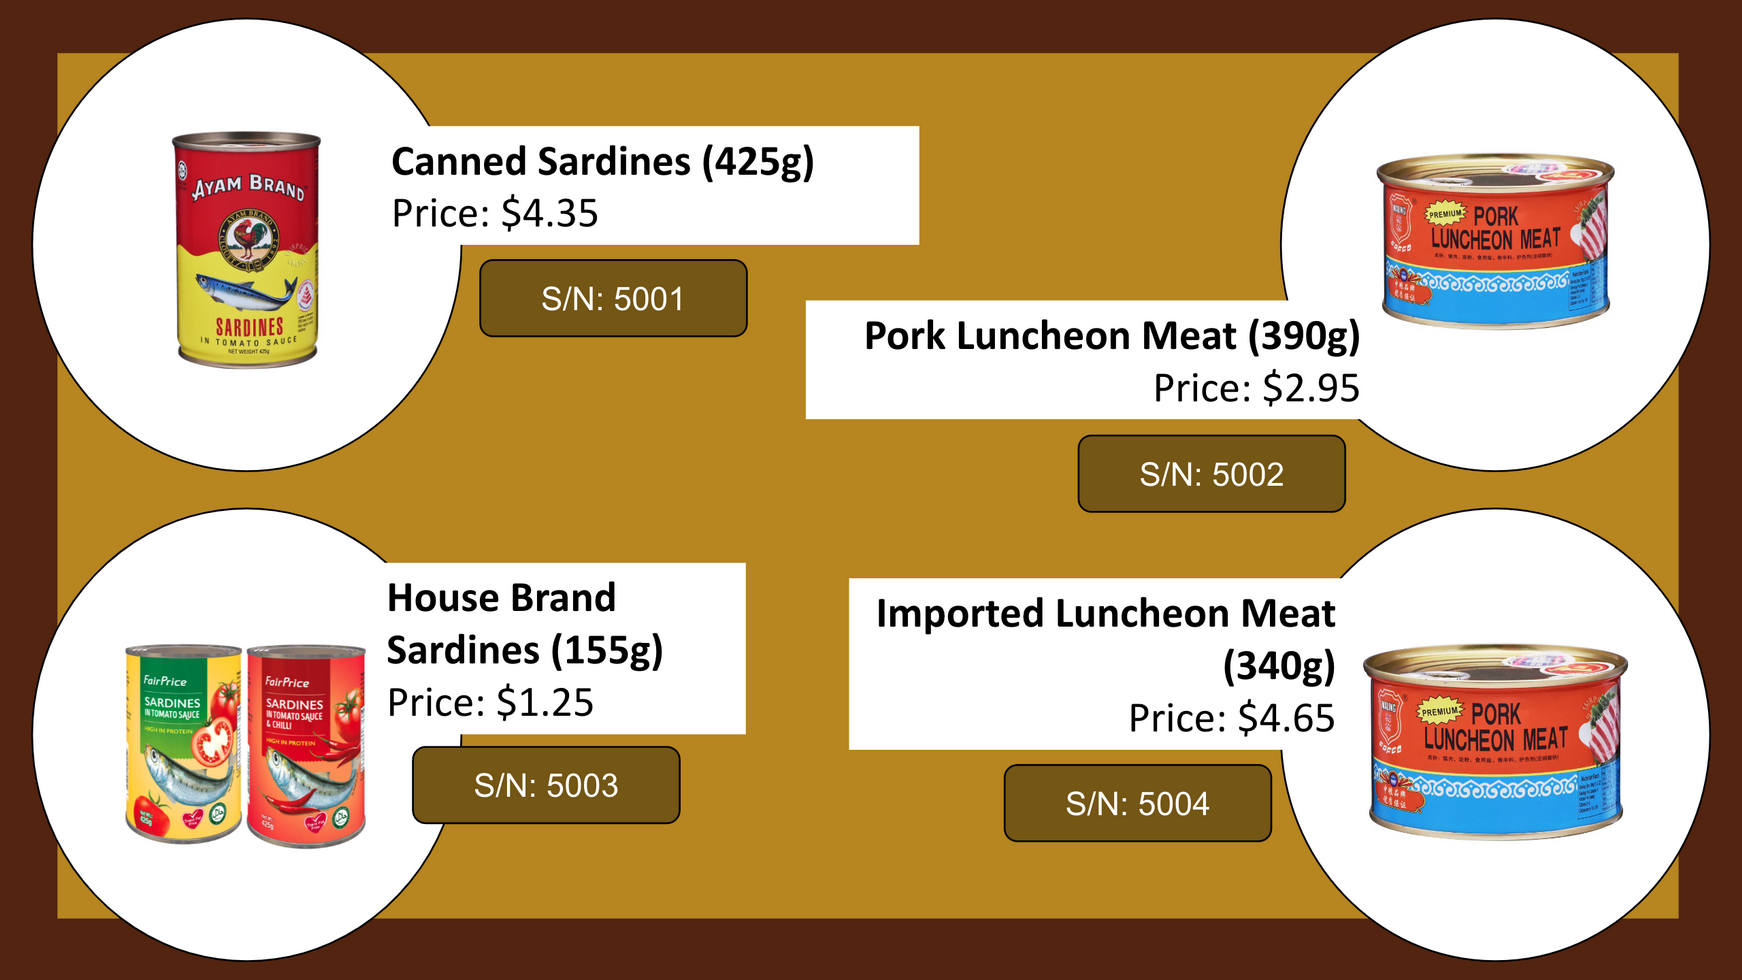 AYAM BRAND
AYAM BRAND
SARDINES
IN TOMATO SAUCE
NET WEIGHT 425g
Canned Sardines (425g)
Price: $4.35
S/N: 5001
PREMIUM
PORK
LUNCHEON MEAT
Pork Luncheon Meat (390g)
Price: $2.95
S/N: 5002
FairPrice
SARDINES
IN TOMATO SAUCE
HIGH IN PROTEIN
425g
FairPrice
SARDINES
IN TOMATO SAUCE
& CHILLI
HIGH IN PROTEIN
425g
House Brand
Sardines (155g)
Price: $1.25
S/N: 5003
Imported Luncheon Meat
(340g)
Price: $4.65
S/N: 5004
MALING
PREMIUM
PORK
LUNCHEON MEAT